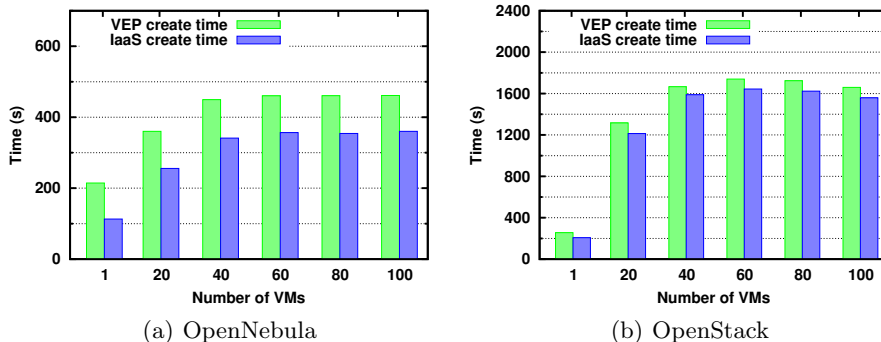 VEP create time
IaaS create time
Time (s)
600
400
200
0
1 20 40 60 80 100
Number of VMs
(a) OpenNebula
VEP create time
IaaS create time
Time (s)
2400
2000
1600
1200
800
400
0
1 20 40 60 80 100
Number of VMs
(b) OpenStack